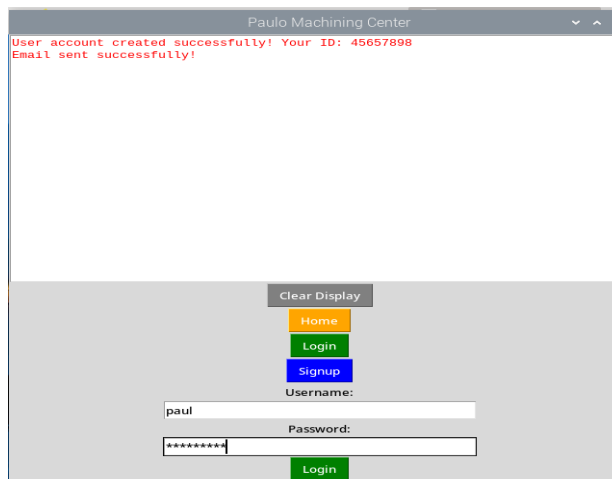 Paulo Machining Center
User account created successfully! Your ID: 45657898
Email sent successfully!
Clear Display
Home
Login
Signup
Username:
paul
Password:
*********
Login